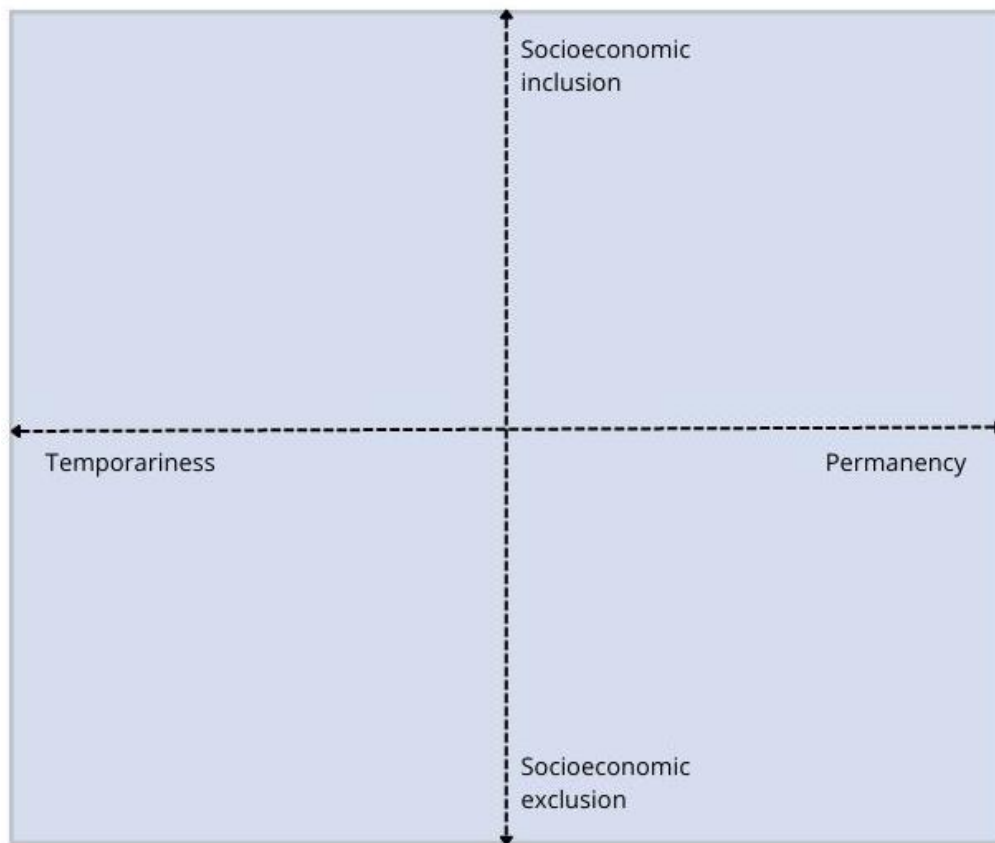 Socioeconomic
inclusion
Temporariness
Permanency
Socioeconomic
exclusion